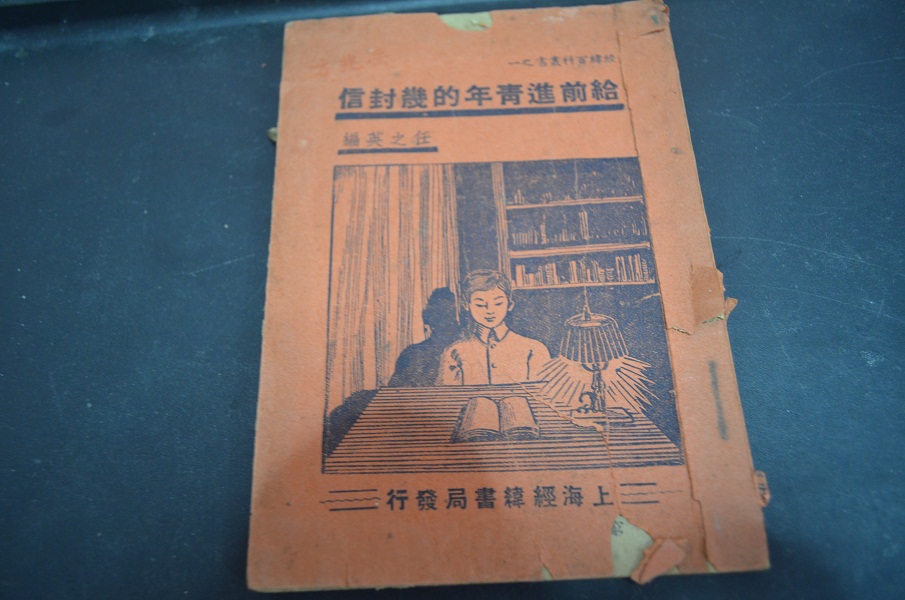 經緯百科叢書之一
給前進青年的幾封信
任之英編
上海經緯書局發行